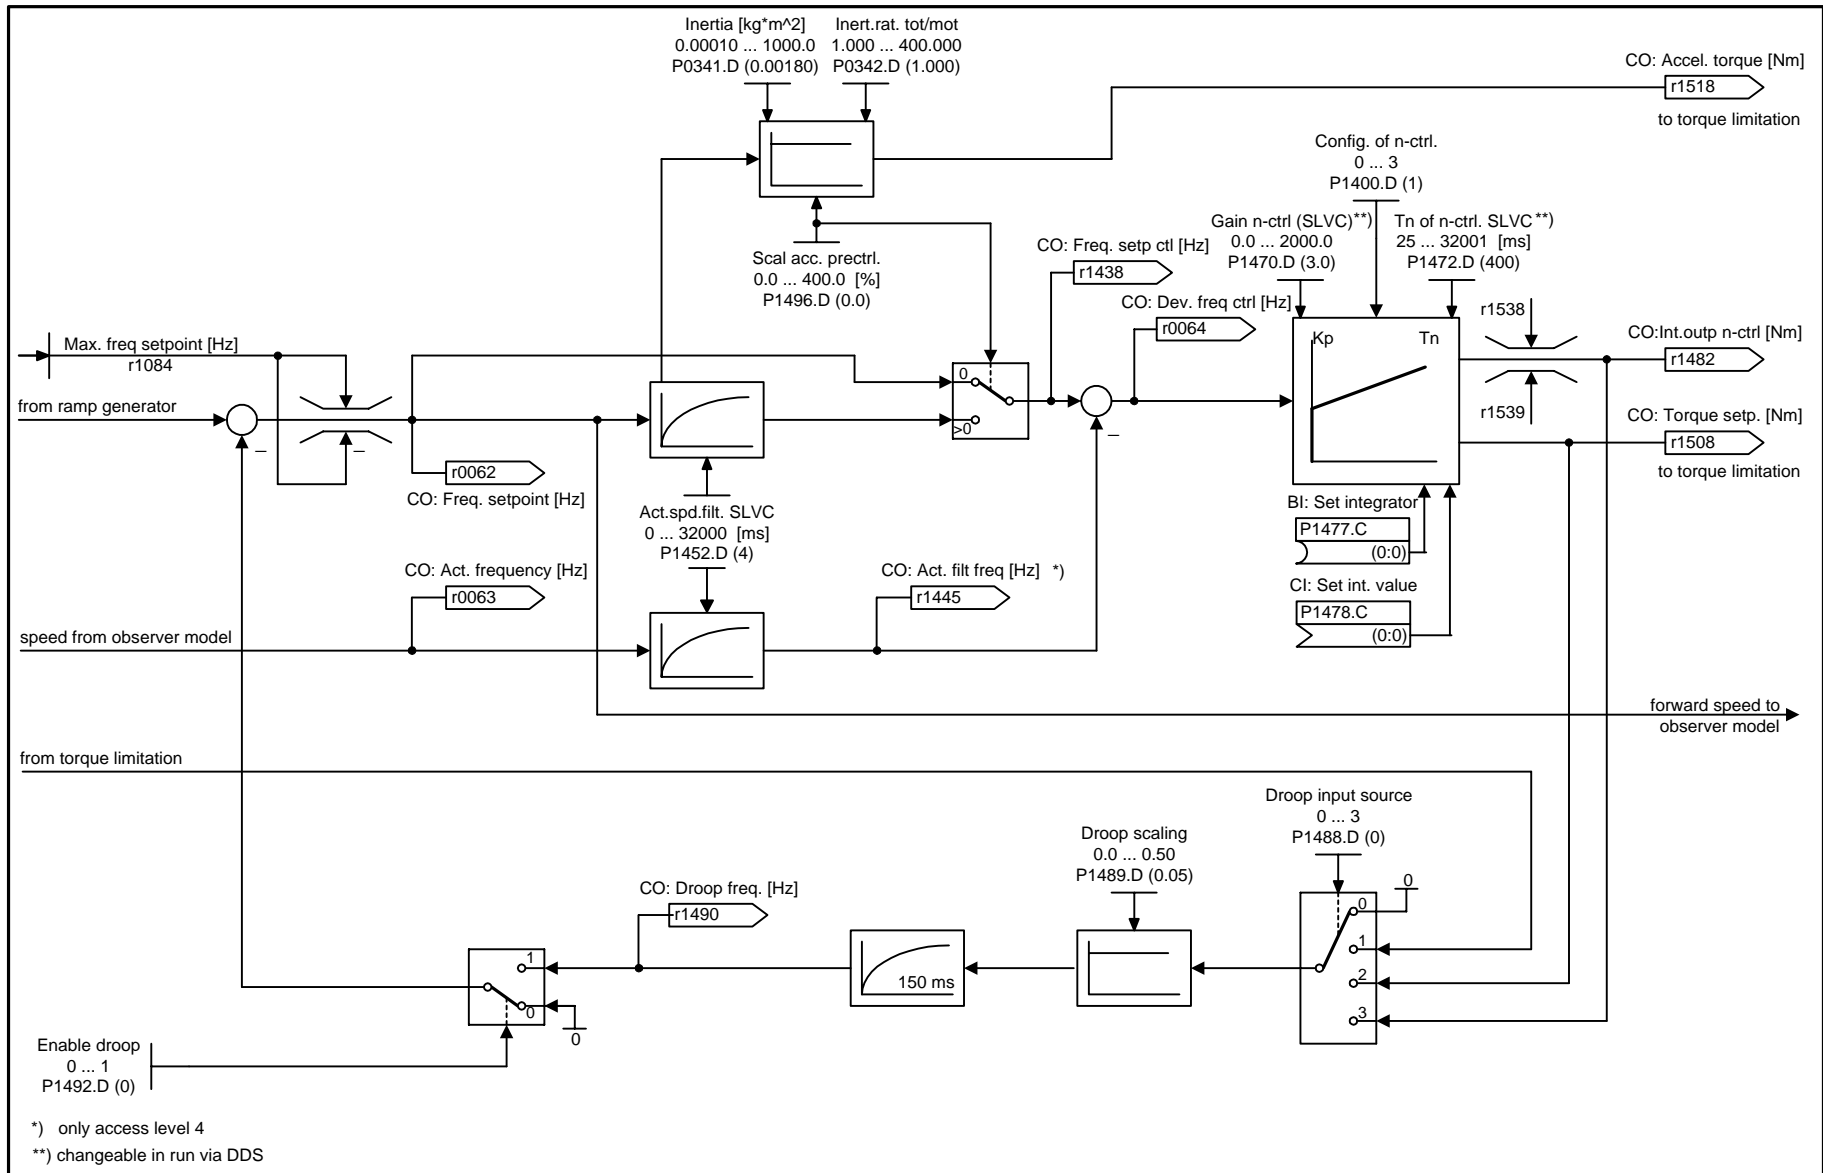 Inertia [kg*m^2]
0.00010 ... 1000.0
P0341.D (0.00180)
Inert.rat. tot/mot
1.000 ... 400.000
P0342.D (1.000)
CO: Accel. torque [Nm]
r1518
to torque limitation
Config. of n-ctrl.
0 ... 3
P1400.D (1)
Gain n-ctrl (SLVC)**)
0.0 ... 2000.0
P1470.D (3.0)
Tn of n-ctrl. SLVC**)
25 ... 32001 [ms]
P1472.D (400)
Scal acc. prectrl.
0.0 ... 400.0 [%]
P1496.D (0.0)
CO: Freq. setp ctl [Hz]
r1438
CO: Dev. freq ctrl [Hz]
r0064
Kp
Tn
r1538
r1539
CO:Int.outp n-ctrl [Nm]
r1482
CO: Torque setp. [Nm]
r1508
to torque limitation
Max. freq setpoint [Hz]
r1084
from ramp generator
–
–
0
>0
–
r0062
CO: Freq. setpoint [Hz]
Act.spd.filt. SLVC
0 ... 32000 [ms]
P1452.D (4)
BI: Set integrator
P1477.C
(0:0)
CI: Set int. value
P1478.C
(0:0)
CO: Act. frequency [Hz]
r0063
CO: Act. filt freq [Hz] *)
r1445
speed from observer model
forward speed to
observer model
from torque limitation
Droop input source
0 ... 3
P1488.D (0)
Droop scaling
0.0 ... 0.50
P1489.D (0.05)
0
0
1
2
3
CO: Droop freq. [Hz]
r1490
150 ms
1
0
0
Enable droop
0 ... 1
P1492.D (0)
*) only access level 4
**) changeable in run via DDS